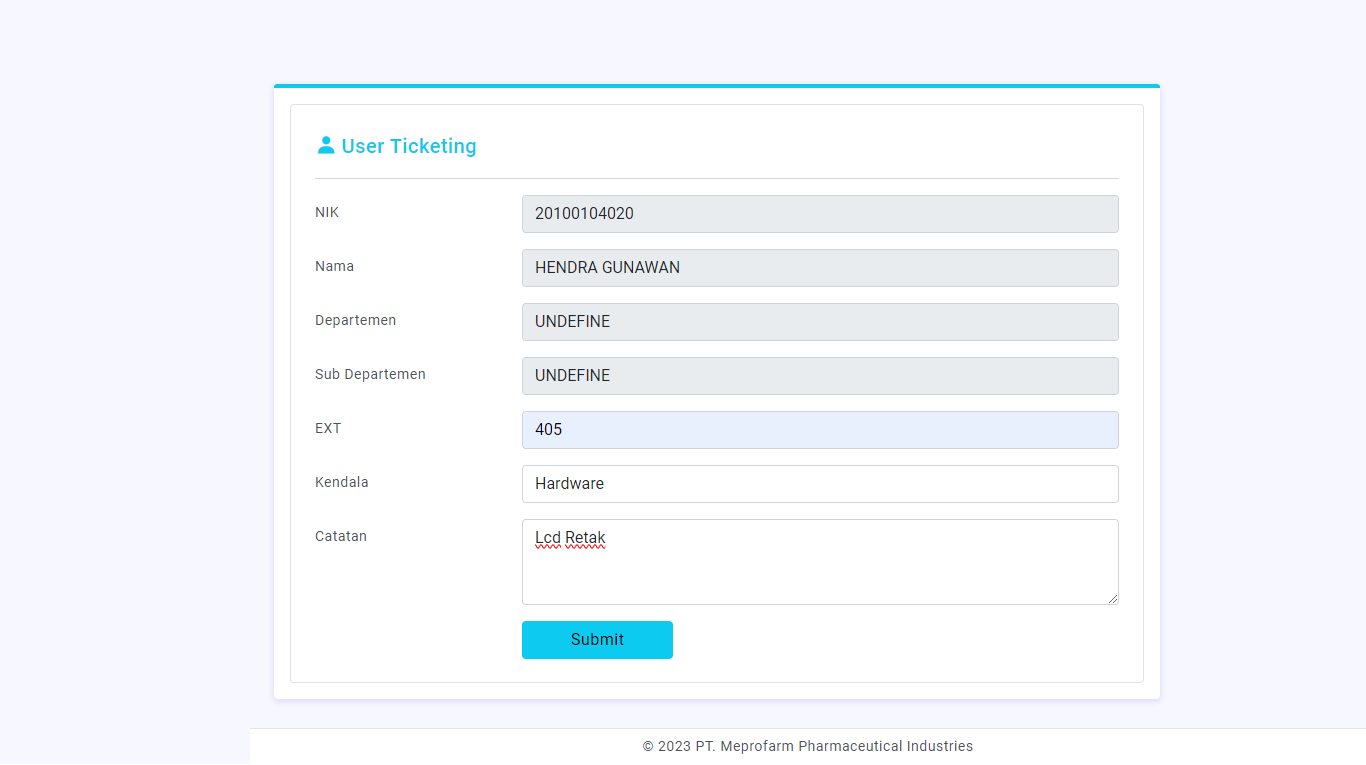 User Ticketing
NIK 20100104020
Nama HENDRA GUNAWAN
Departemen UNDEFINE
Sub Departemen UNDEFINE
EXT 405
Kendala Hardware
Catatan Lcd Retak
Submit
© 2023 PT. Meprofarm Pharmaceutical Industries